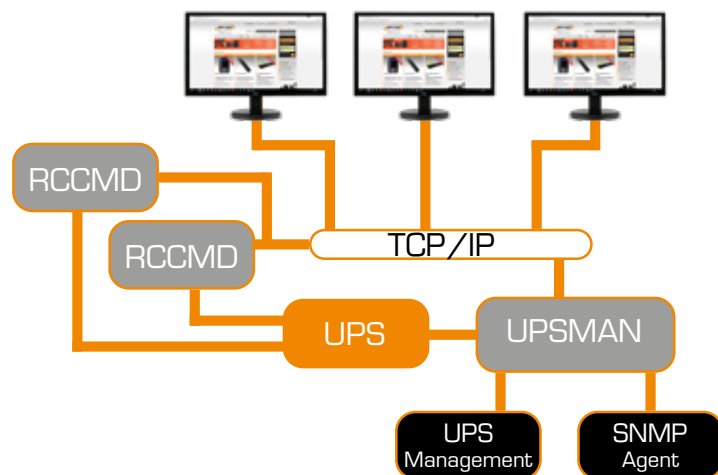 RCCMD
RCCMD
TCP/IP
UPS
UPSMAN
UPS
Management
SNMP
Agent